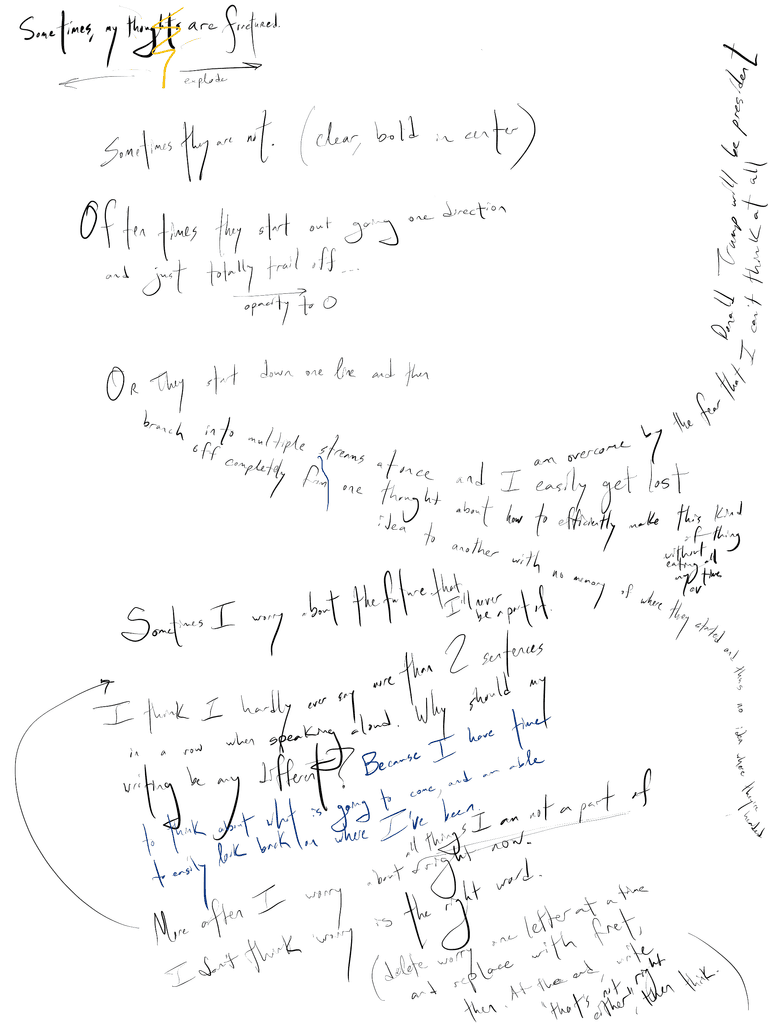 Sometimes, my thoughts are fractured.
explode
Sometimes they are not. (clear, bold in center)
Often times they start out going one direction
and just totally trail off...
opacity to 0
Or They start down one line and then
branch into multiple streams at once and I easily get lost
am overcome by the fear that
Donald Trump will be president
I can't think at all
off completely from one thought about how to efficiently make this kind
of thing
without
eating all
my time
idea to another with no memory of where they started and thus no idea where they
Sometimes I worry about the future that
I'll never
be a part of.
I think I hardly ever say more than 2 sentences
in a row when speaking aloud. Why should my
writing be any different? Because I have time
to think about what is going to come, and am able
to easily look back on where I've been.
all things I am not a part of
More often I worry about right now.
I don't think worry is the right word.
(delete worry one letter at a time
and replace with fret,
then. At the end, write
"that's not right
either", then think.)